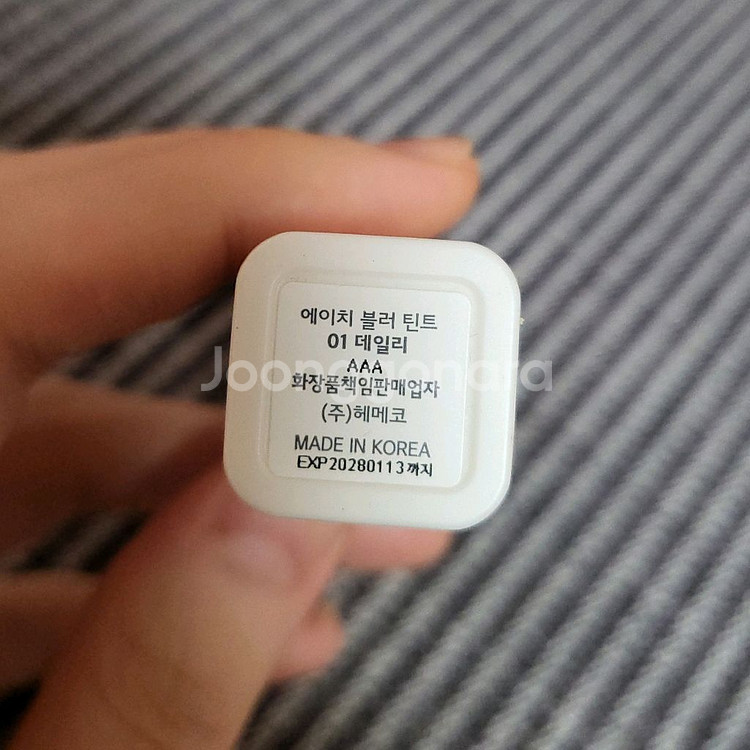 에이치 블러 틴트
01 데일리
AAA
Joonggonara
화장품책임판매업자
(주)헤메코
MADE IN KOREA
EXP20280113까지